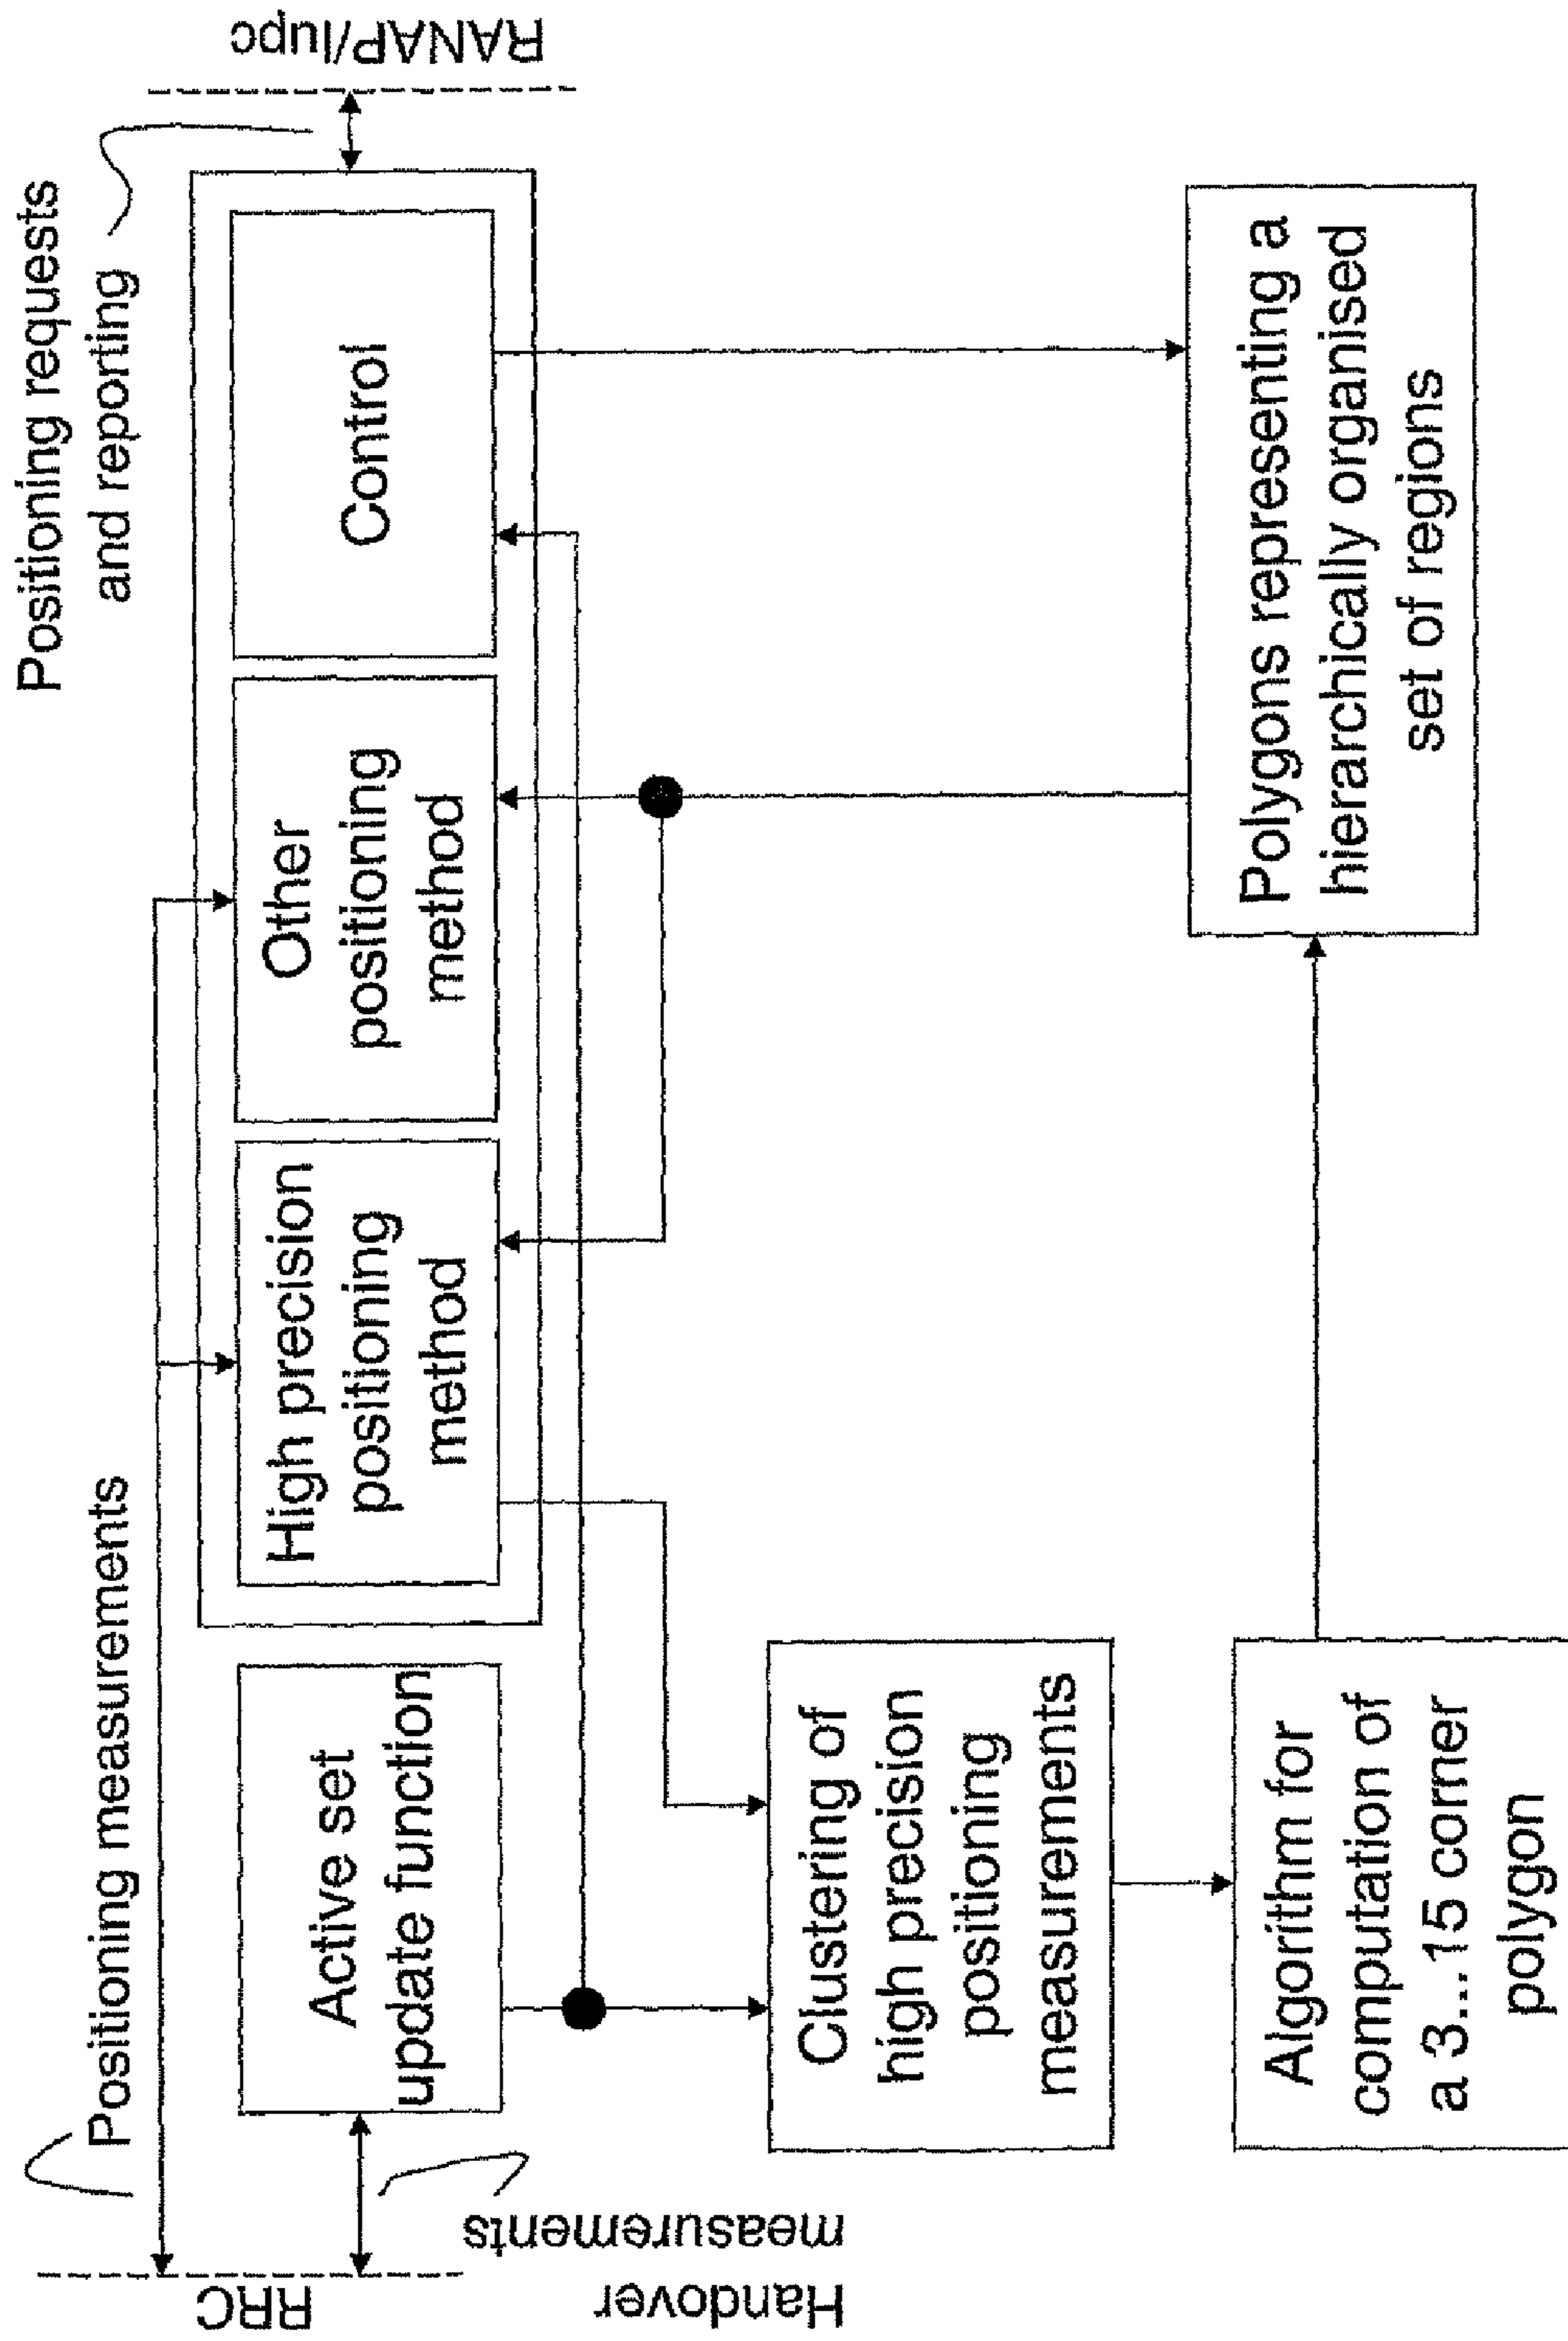 Positioning measurements
Positioning requests
and reporting
RRC
RANAP/Iupc
Handover
measurements
Active set
update function
High precision
positioning
method
Other
positioning
method
Control
Clustering of
high precision
positioning
measurements
Algorithm for
computation of
a 3...15 corner
polygon
Polygons representing a
hierarchically organised
set of regions